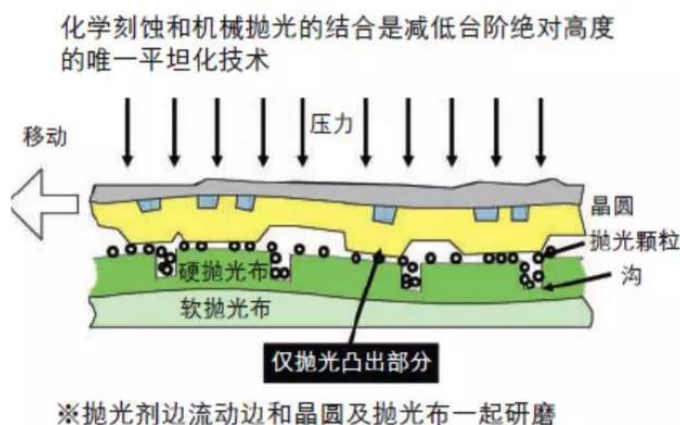 化学刻蚀和机械抛光的结合是减低台阶绝对高度
的唯一平坦化技术
移动
压力
晶圆
抛光颗粒
硬抛光布
沟
软抛光布
仅抛光凸出部分
※抛光剂边流动边和晶圆及抛光布一起研磨